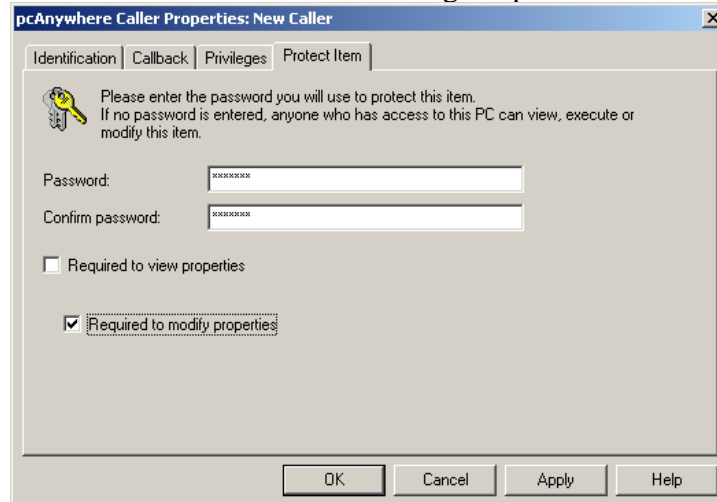 pcAnywhere Caller Properties: New Caller
Identification Callback Privileges Protect Item
Please enter the password you will use to protect this item.
If no password is entered, anyone who has access to this PC can view, execute or
modify this item.
Password: *******
Confirm password: *******
Required to view properties
Required to modify properties
OK Cancel Apply Help